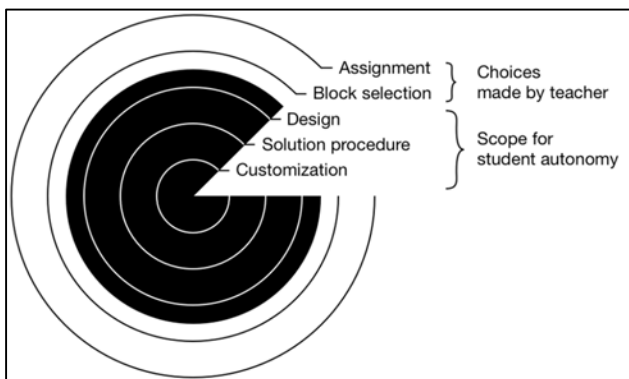 Assignment
Block selection
Design
Solution procedure
Customization
Choices
made by teacher
Scope for
student autonomy